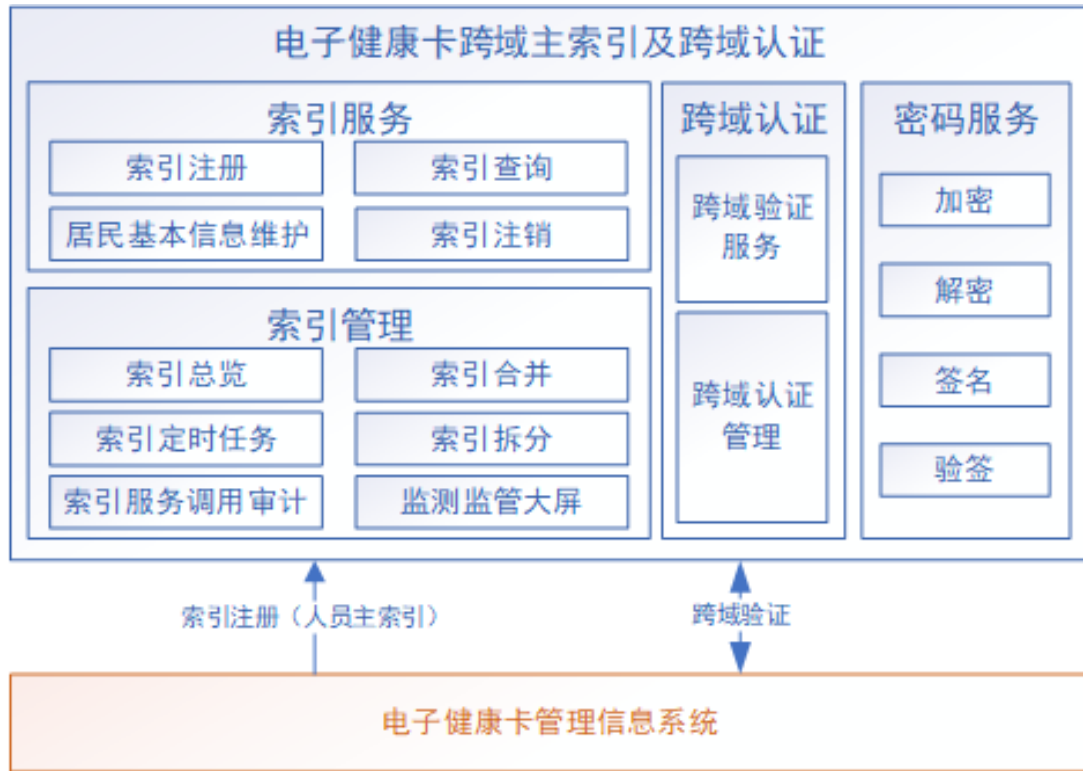 电子健康卡跨域主索引及跨域认证
索引服务
索引注册
索引查询
居民基本信息维护
索引注销
索引管理
索引总览
索引合并
索引定时任务
索引拆分
索引服务调用审计
监测监管大屏
跨域认证
跨域验证
服务
跨域认证
管理
密码服务
加密
解密
签名
验签
索引注册（人员主索引）
跨域验证
电子健康卡管理信息系统